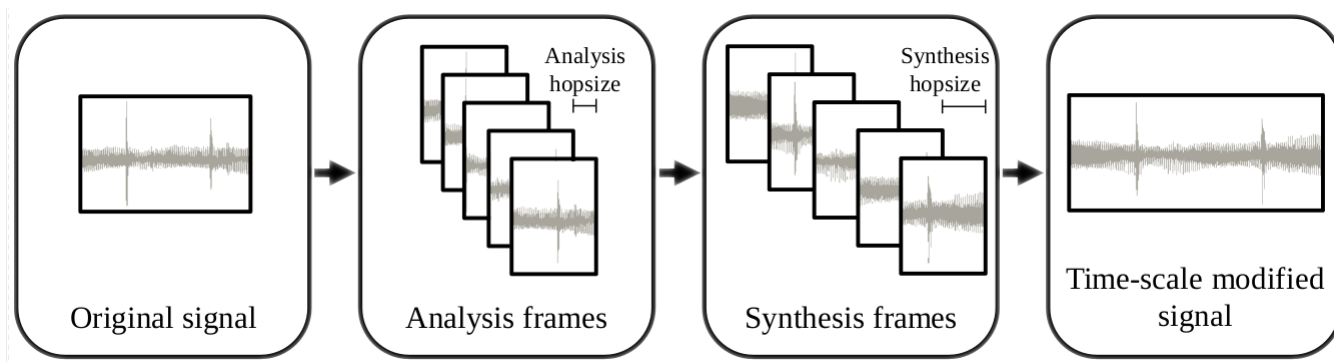 Original signal
Analysis
hopsize
Analysis frames
Synthesis
hopsize
Synthesis frames
Time-scale modified
signal